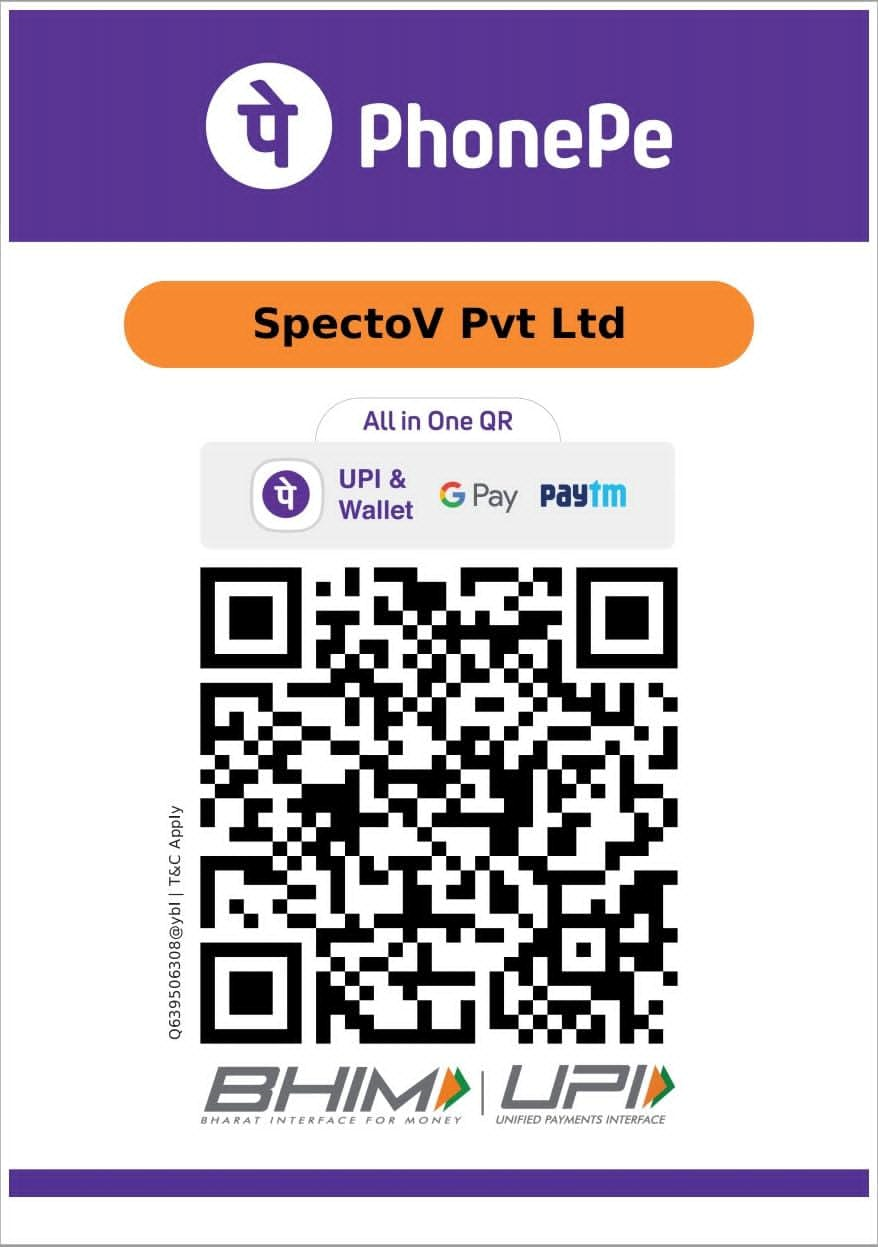 पे PhonePe
SpectoV Pvt Ltd
All in One QR
पे UPI &
Wallet
G Pay
paytm
Q639506308@ybl | T&C Apply
BHIM
BHARAT INTERFACE FOR MONEY
UPI
UNIFIED PAYMENTS INTERFACE